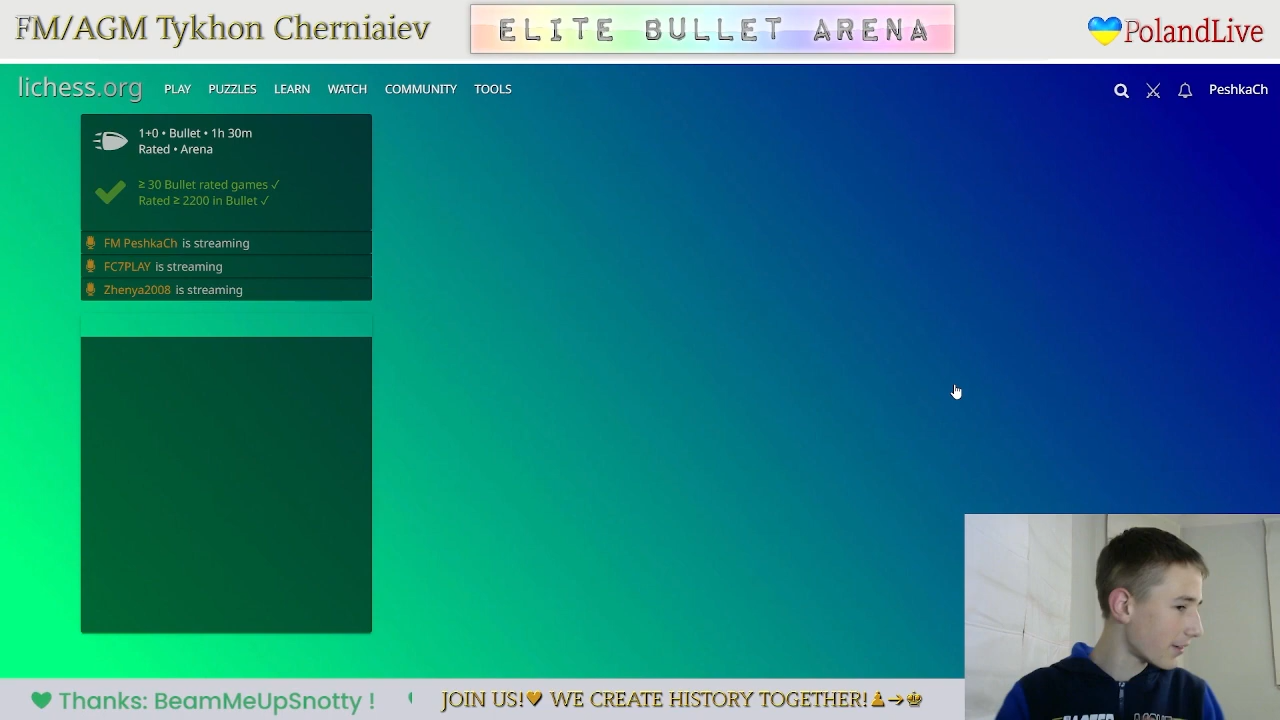 FM/AGM Tykhon Cherniaiev
ELITE BULLET ARENA
PolandLive
lichess.org PLAY PUZZLES LEARN WATCH COMMUNITY TOOLS
PeshkaCh
1+0 • Bullet • 1h 30m
Rated • Arena
≥ 30 Bullet rated games ✓
Rated ≥ 2200 in Bullet ✓
FM PeshkaCh is streaming
FC7PLAY is streaming
Zhenya2008 is streaming
Thanks: BeamMeUpSnotty !
JOIN US! WE CREATE HISTORY TOGETHER!